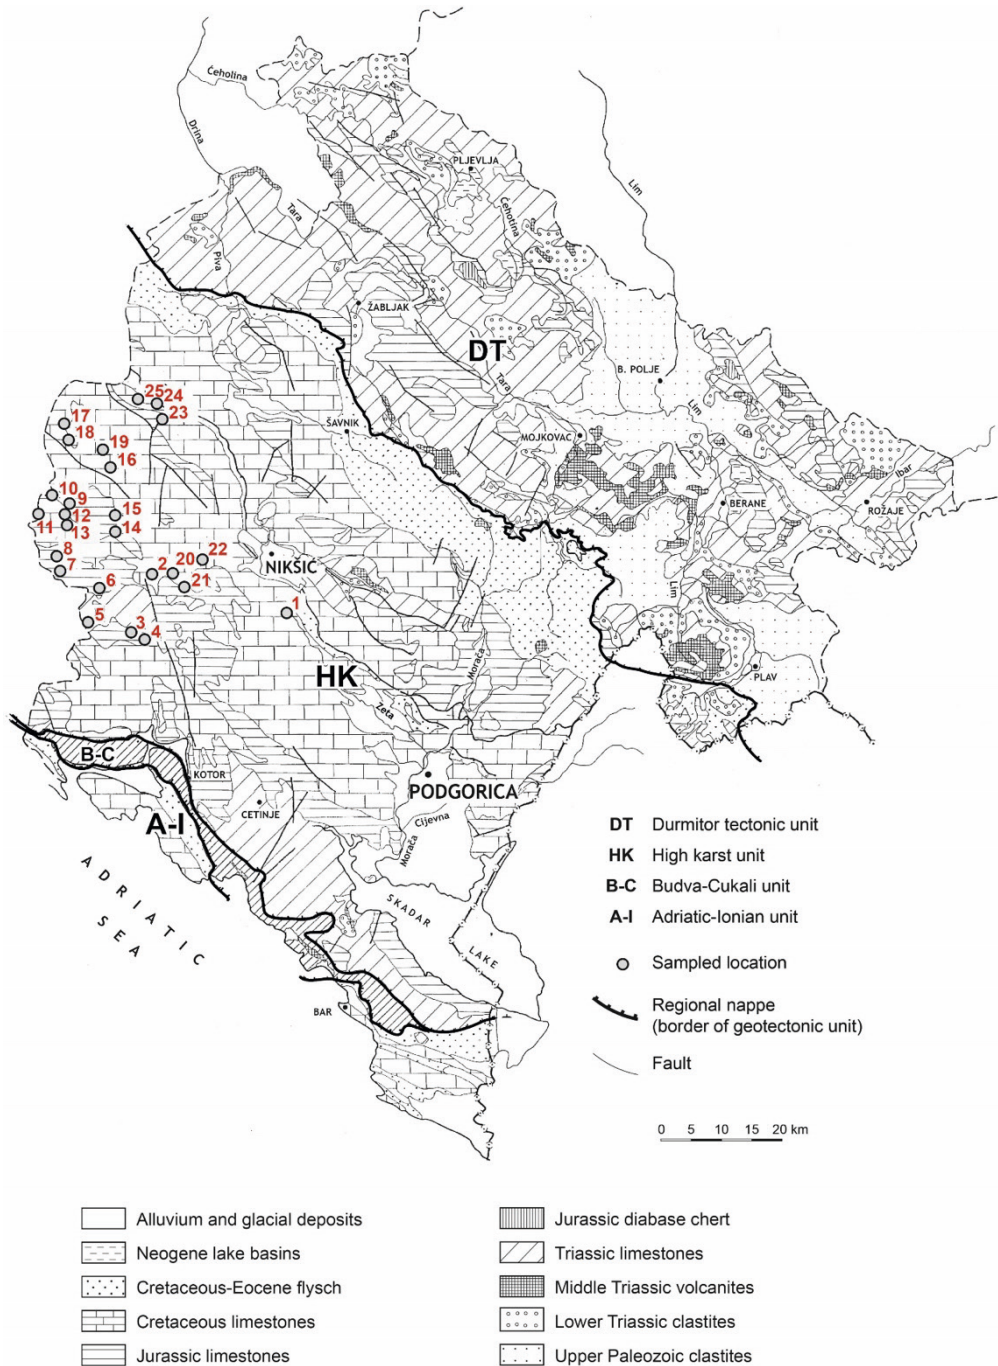 Čeholina
Drina
Lim
PLJEVLJA
Tara
Čehotina
Piva
ŽABLJAK
DT
Tara
B. POLJE
25
24
17
23
18
ŠAVNIK
Lim
19
MOJKOVAC
16
Ibar
10
9
BERANE
ROŽAJE
11
12
15
13
14
8
22
NIKŠIĆ
7
2
20
21
6
Lim
1
5
3
4
Morača
HK
PLAV
Zeta
B-C
KOTOR
PODGORICA
A-I
CETINJE
Cijevna
Morača
ADRIATIC
SEA
SKADAR
LAKE
BAR
DT Durmitor tectonic unit
HK High karst unit
B-C Budva-Cukali unit
A-I Adriatic-Ionian unit
Sampled location
Regional nappe
(border of geotectonic unit)
Fault
0 5 10 15 20 km
Alluvium and glacial deposits
Neogene lake basins
Cretaceous-Eocene flysch
Cretaceous limestones
Jurassic limestones
Jurassic diabase chert
Triassic limestones
Middle Triassic volcanites
Lower Triassic clastites
Upper Paleozoic clastites